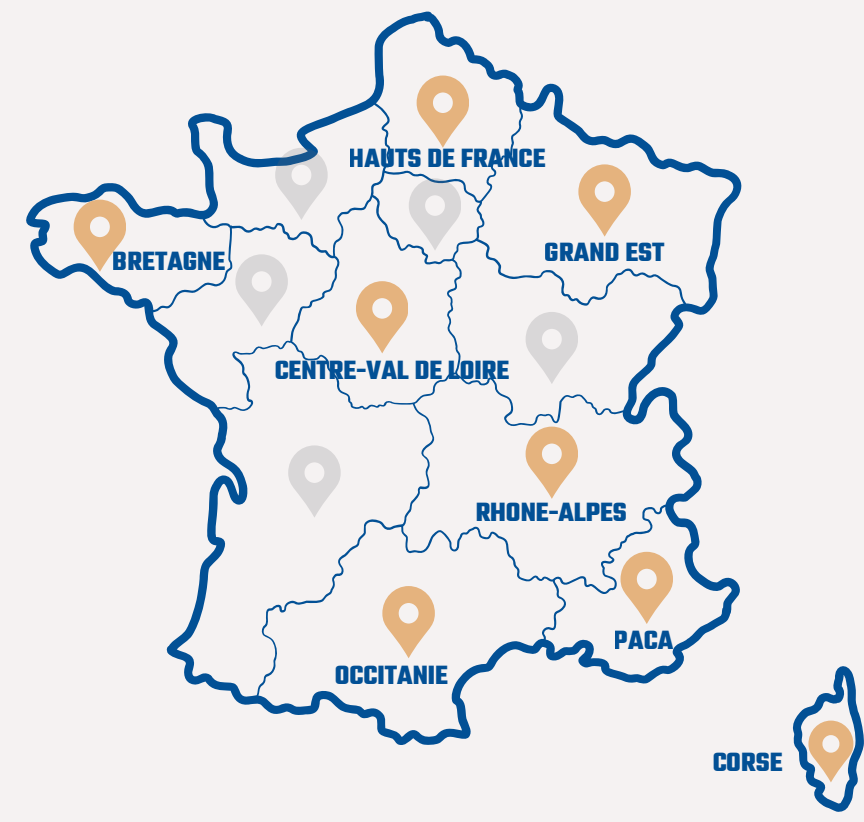 HAUTS DE FRANCE
GRAND EST
BRETAGNE
CENTRE-VAL DE LOIRE
RHONE-ALPES
PACA
OCCITANIE
CORSE